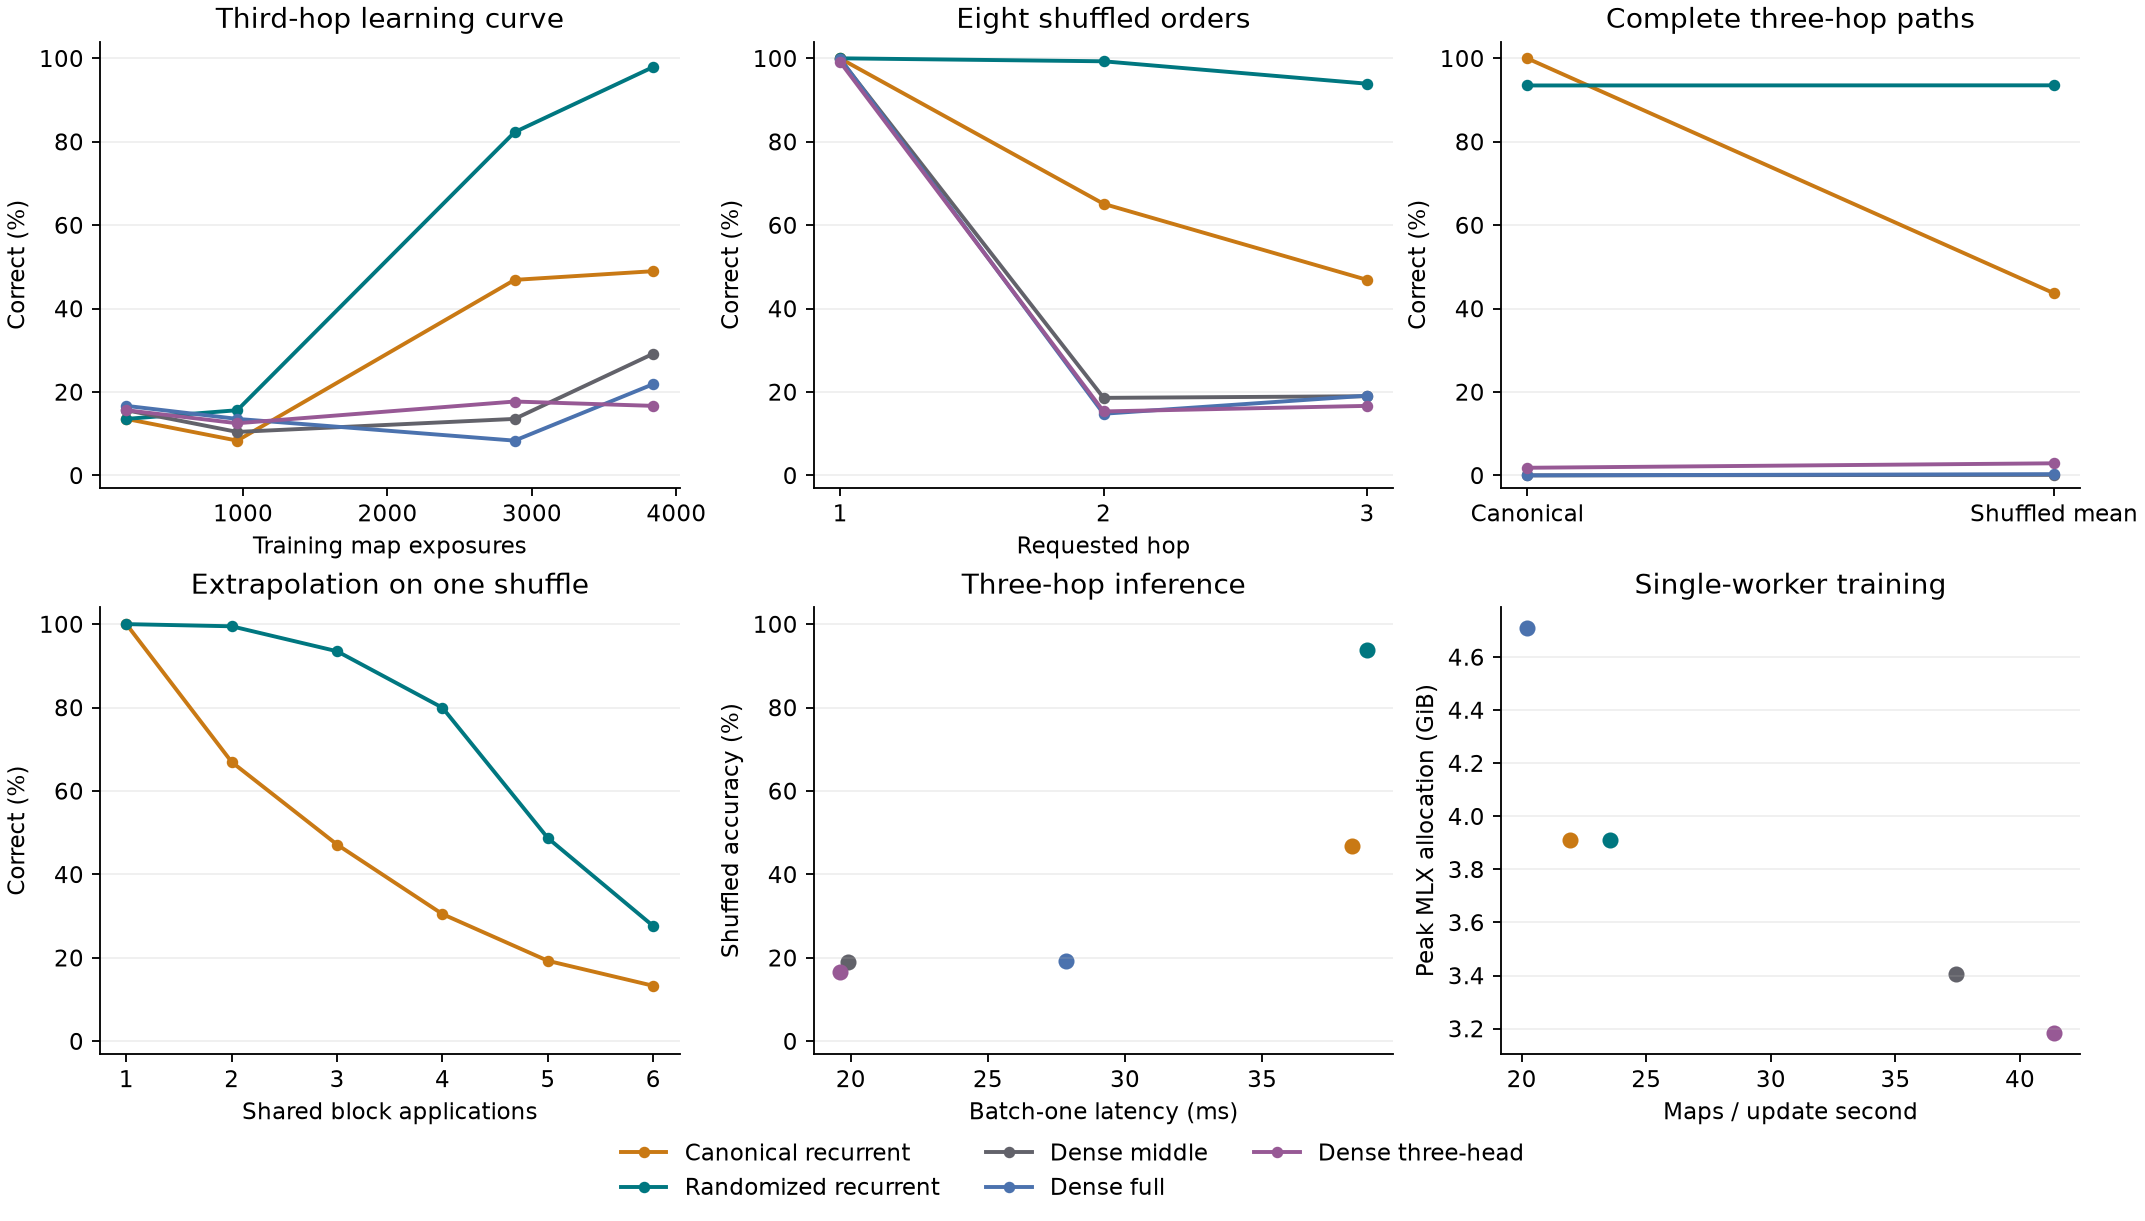 Third-hop learning curve
Correct (%)
100
80
60
40
20
0
1000 2000 3000 4000
Training map exposures
Eight shuffled orders
Correct (%)
100
80
60
40
20
0
1 2 3
Requested hop
Complete three-hop paths
Correct (%)
100
80
60
40
20
0
Canonical Shuffled mean
Extrapolation on one shuffle
Correct (%)
100
80
60
40
20
0
1 2 3 4 5 6
Shared block applications
Three-hop inference
Shuffled accuracy (%)
100
80
60
40
20
0
20 25 30 35
Batch-one latency (ms)
Single-worker training
Peak MLX allocation (GiB)
4.6
4.4
4.2
4.0
3.8
3.6
3.4
3.2
20 25 30 35 40
Maps / update second
Canonical recurrent Dense middle Dense three-head
Randomized recurrent Dense full